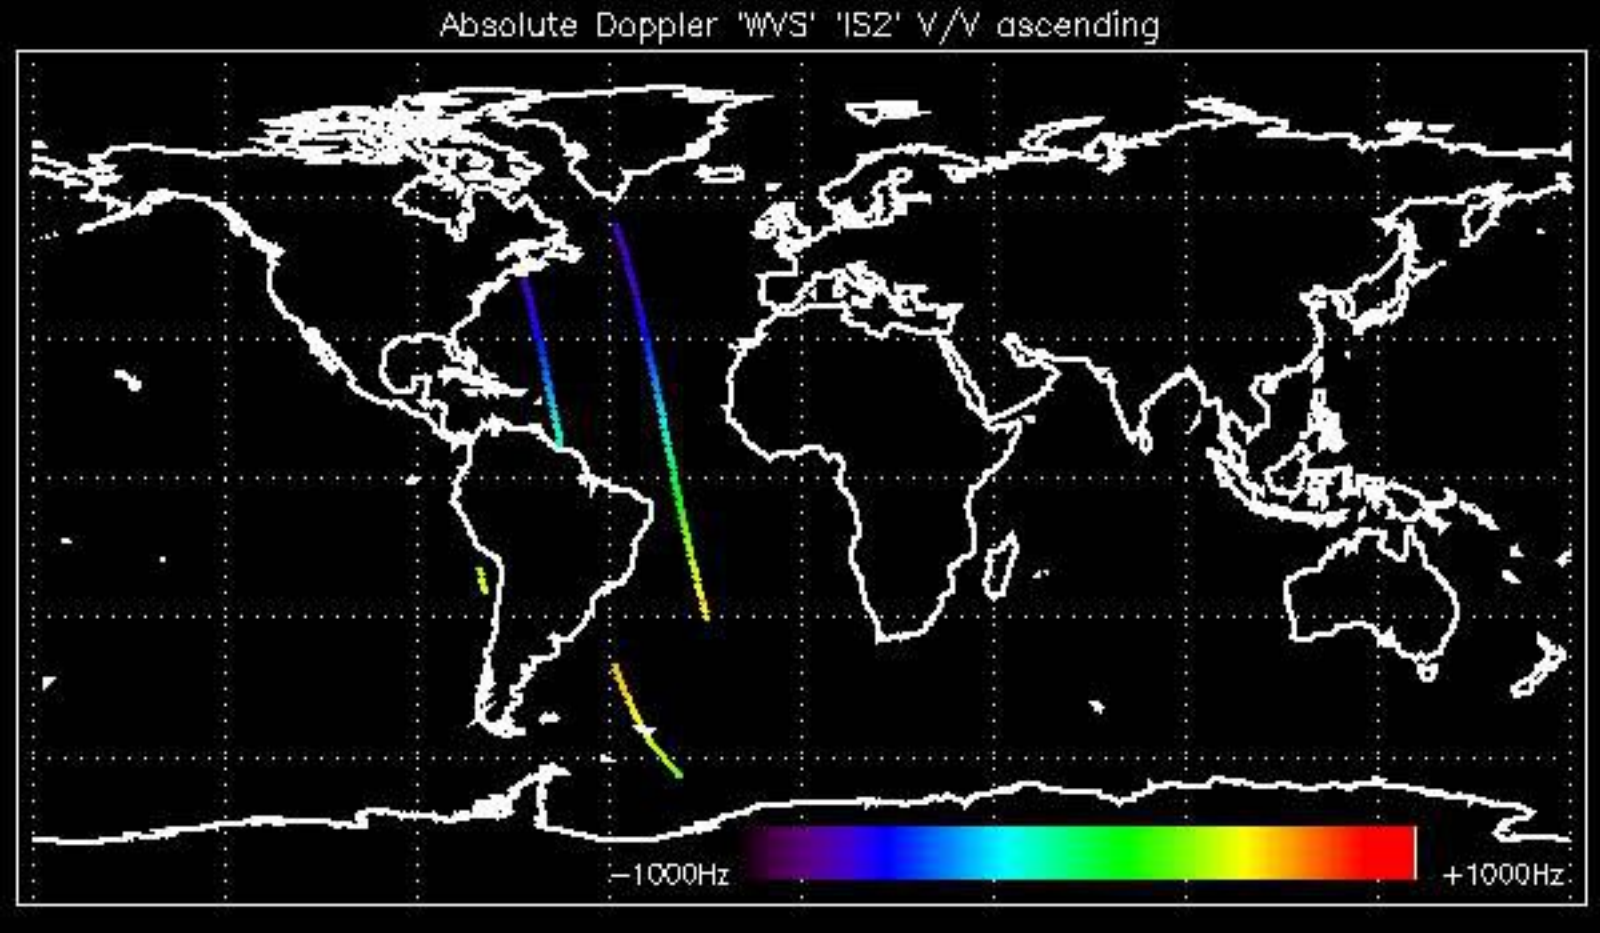 Absolute Doppler 'WVS' 'IS2' V/V ascending
-1000Hz +1000Hz